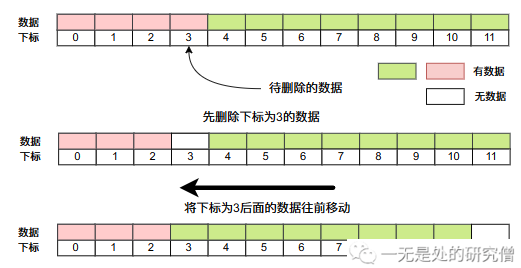 数据
下标 0 1 2 3 4 5 6 7 8 9 10 11
待删除的数据
有数据
无数据
先删除下标为3的数据
数据
下标 0 1 2 3 4 5 6 7 8 9 10 11
将下标为3后面的数据往前移动
数据
下标 0 1 2 3 4 5 6 7
一无是处的研究僧